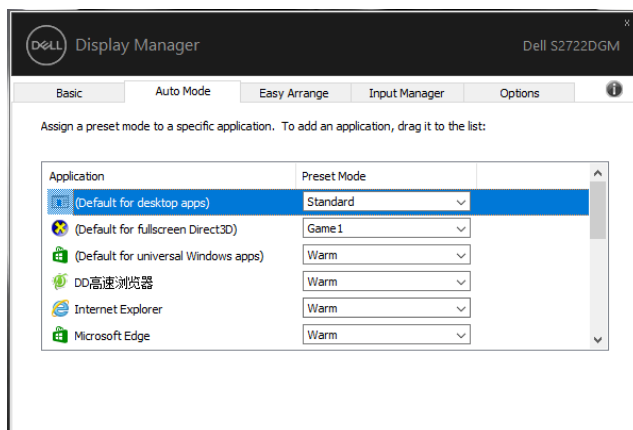 DELL Display Manager Dell S2722DGM
x
Basic Auto Mode Easy Arrange Input Manager Options
Assign a preset mode to a specific application. To add an application, drag it to the list:
Application Preset Mode
(Default for desktop apps) Standard
(Default for fullscreen Direct3D) Game1
(Default for universal Windows apps) Warm
DD高速浏览器 Warm
Internet Explorer Warm
Microsoft Edge Warm